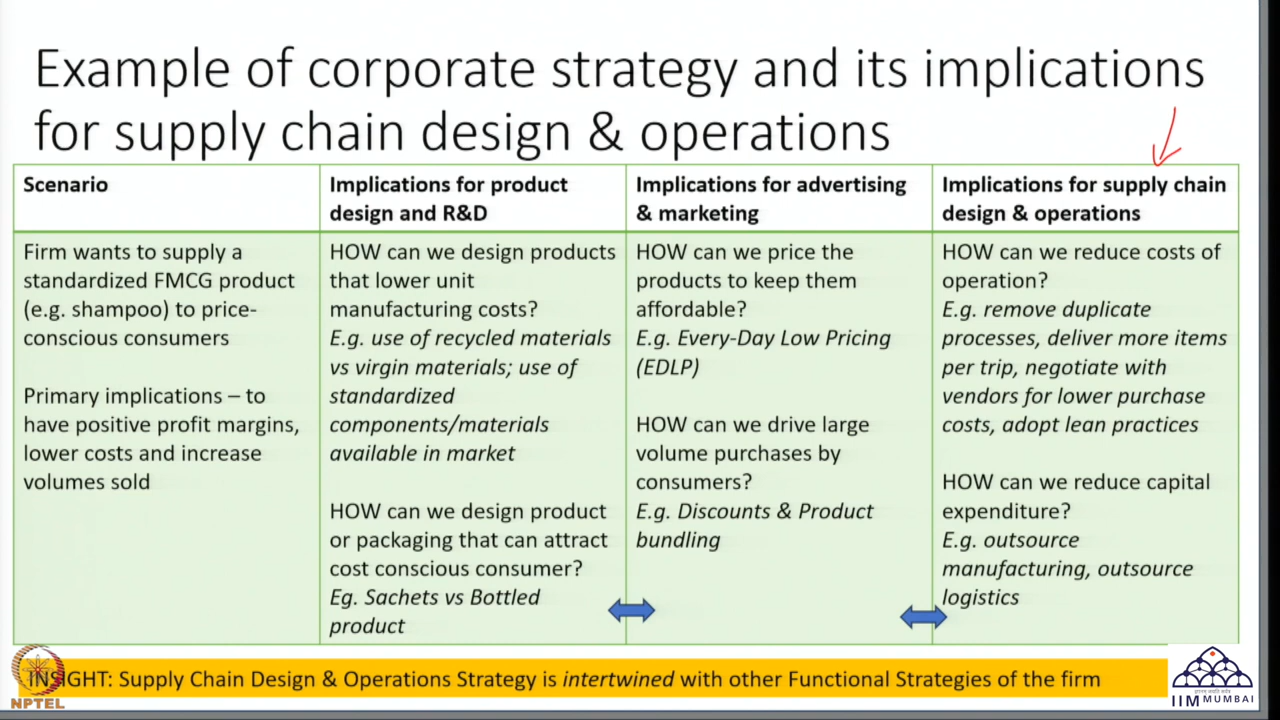 Example of corporate strategy and its implications
for supply chain design & operations
Scenario
Firm wants to supply a
standardized FMCG product
(e.g. shampoo) to price-
conscious consumers
Primary implications – to
have positive profit margins,
lower costs and increase
volumes sold
Implications for product
design and R&D
HOW can we design products
that lower unit
manufacturing costs?
E.g. use of recycled materials
vs virgin materials; use of
standardized
components/materials
available in market
HOW can we design product
or packaging that can attract
cost conscious consumer?
Eg. Sachets vs Bottled
product
Implications for advertising
& marketing
HOW can we price the
products to keep them
affordable?
E.g. Every-Day Low Pricing
(EDLP)
HOW can we drive large
volume purchases by
consumers?
E.g. Discounts & Product
bundling
Implications for supply chain
design & operations
HOW can we reduce costs of
operation?
E.g. remove duplicate
processes, deliver more items
per trip, negotiate with
vendors for lower purchase
costs, adopt lean practices
HOW can we reduce capital
expenditure?
E.g. outsource
manufacturing, outsource
logistics
INSIGHT: Supply Chain Design & Operations Strategy is intertwined with other Functional Strategies of the firm
NPTEL
IIM MUMBAI